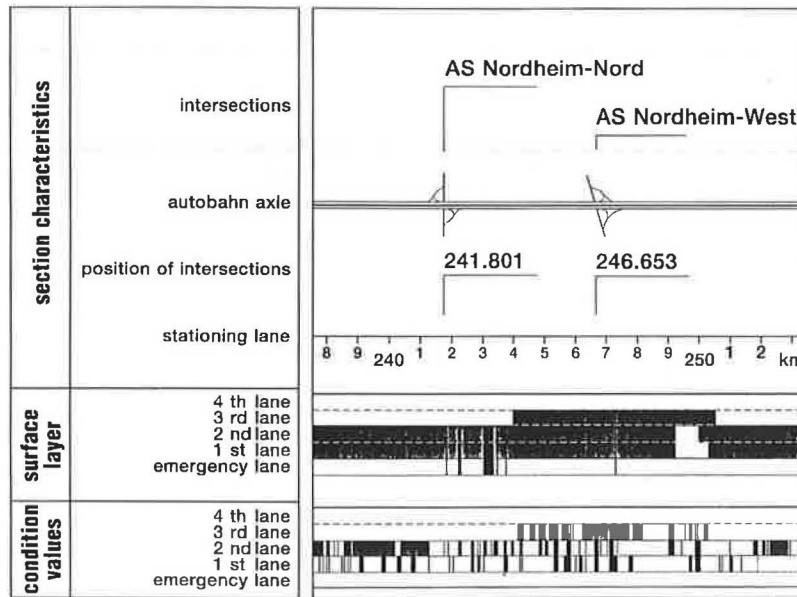 section characteristics
intersections
AS Nordheim-Nord
AS Nordheim-West
autobahn axle
position of intersections
241.801
246.653
stationing lane
8 9 240 1 2 3 4 5 6 7 8 9 250 1 2 km
surface layer
4 th lane
3 rd lane
2 nd lane
1 st lane
emergency lane
condition values
4 th lane
3 rd lane
2 nd lane
1 st lane
emergency lane